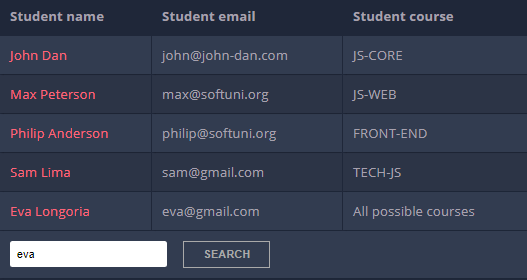 Student name Student email Student course
John Dan john@john-dan.com JS-CORE
Max Peterson max@softuni.org JS-WEB
Philip Anderson philip@softuni.org FRONT-END
Sam Lima sam@gmail.com TECH-JS
Eva Longoria eva@gmail.com All possible courses
eva SEARCH